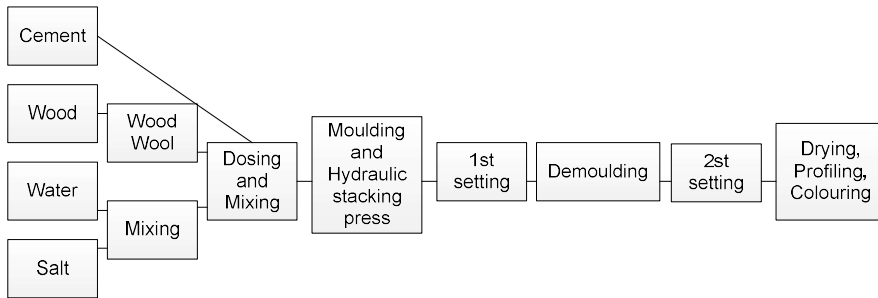 Cement
Wood
Wood
Wool
Water
Mixing
Salt
Dosing
and
Mixing
Moulding
and
Hydraulic
stacking
press
1st
setting
Demoulding
2st
setting
Drying,
Profiling,
Colouring